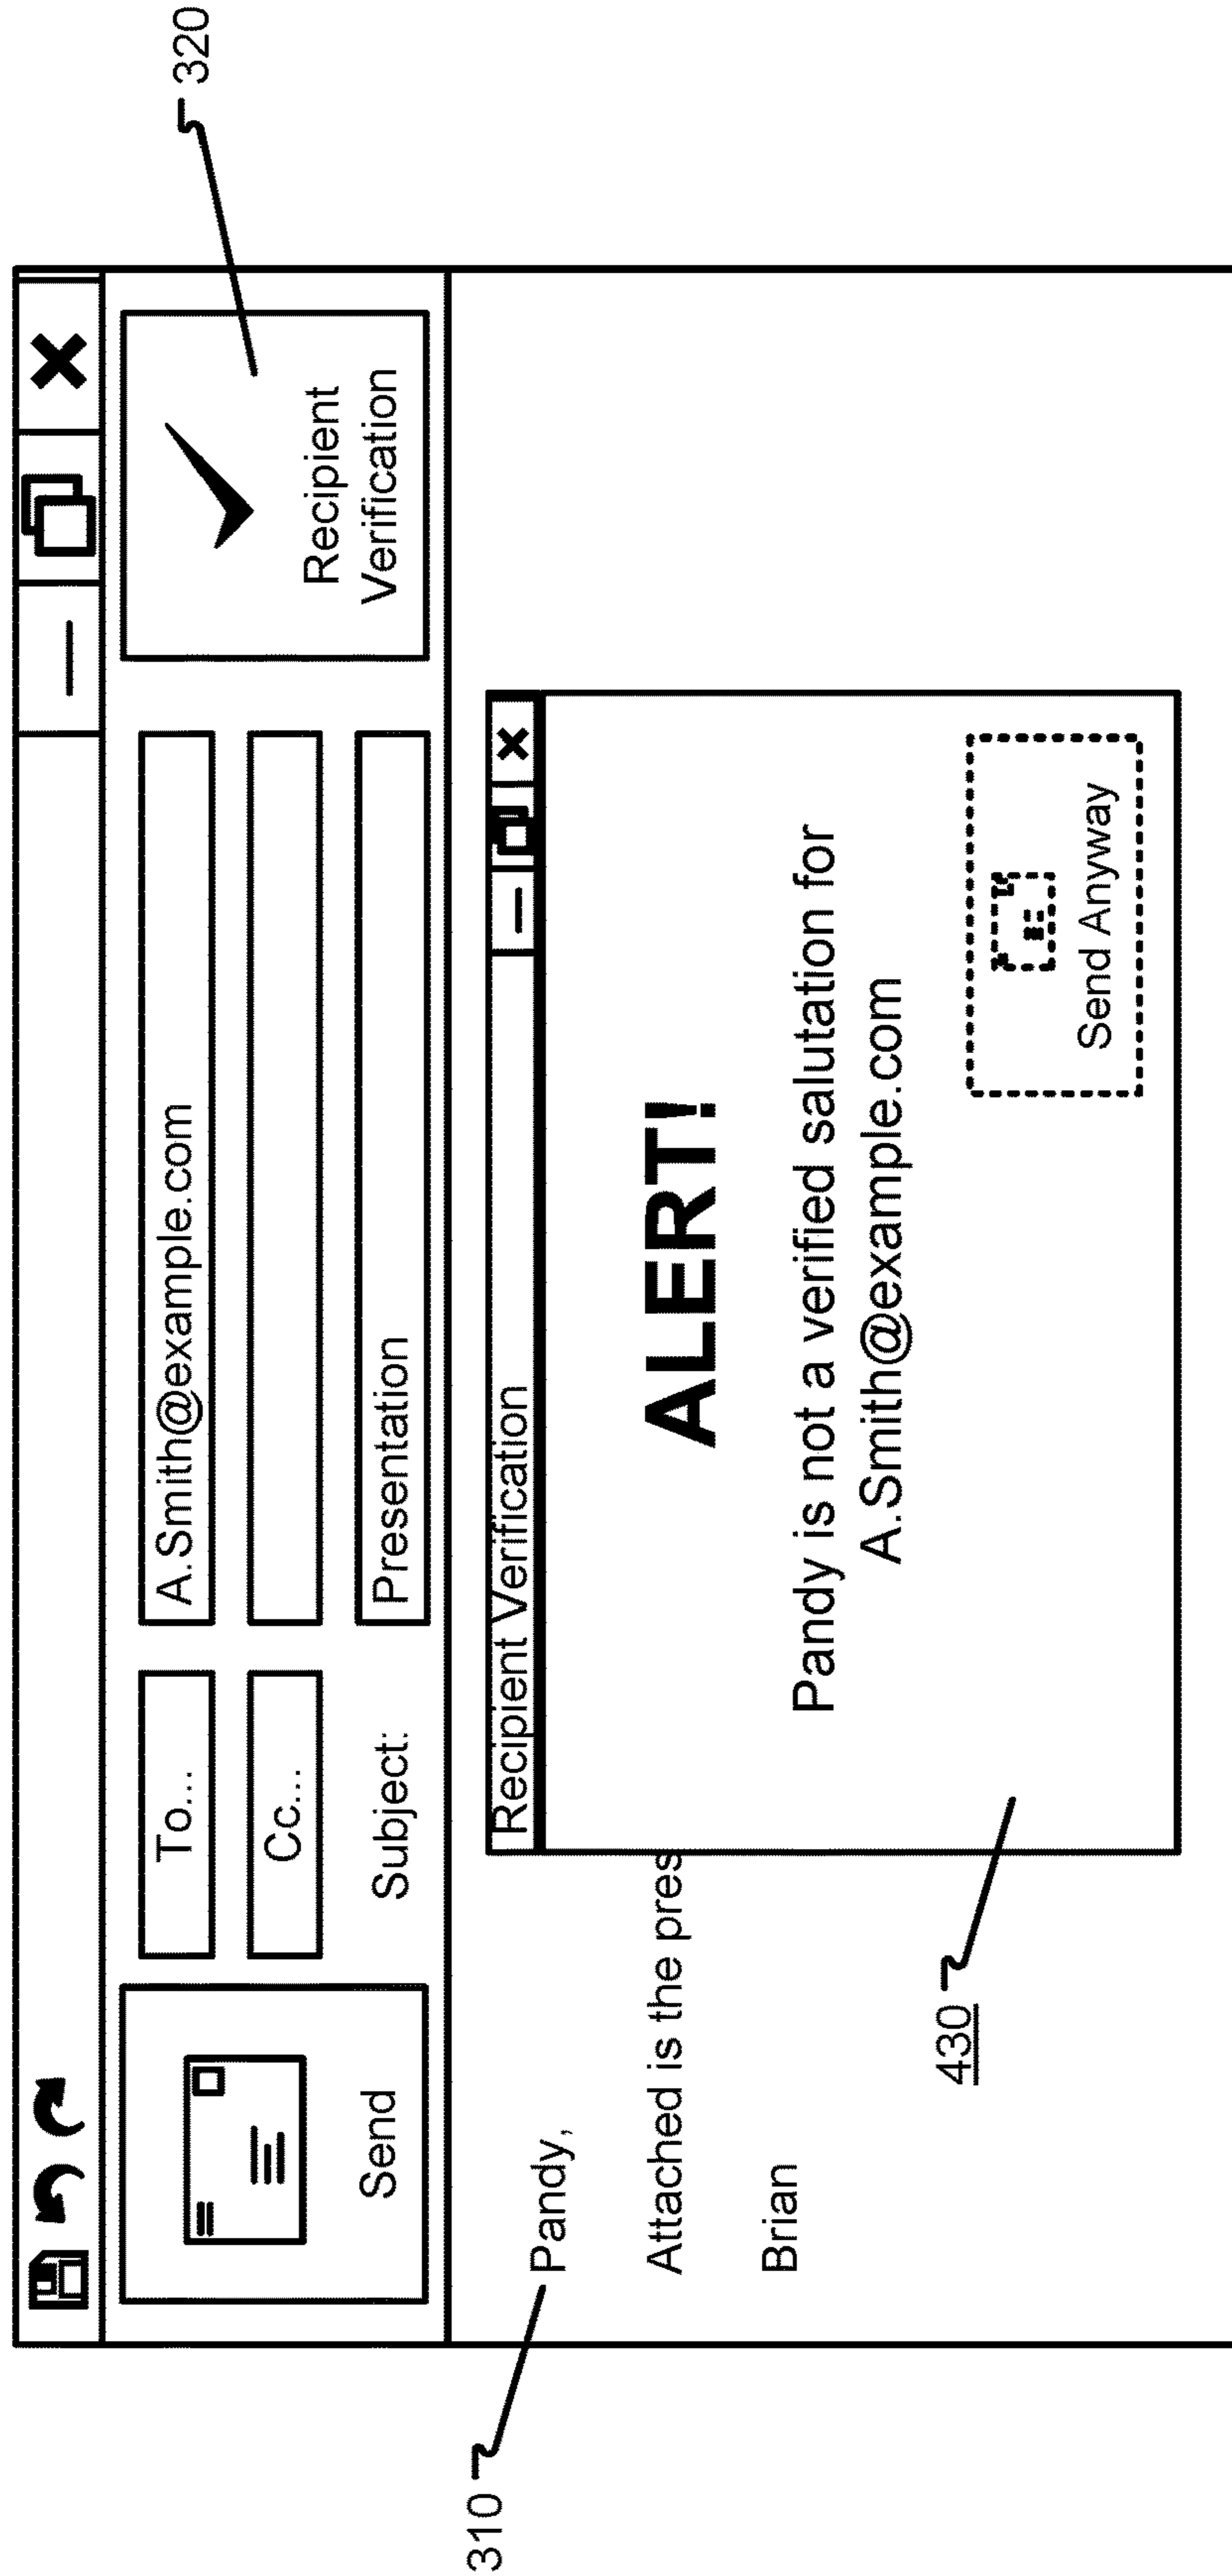 320
Send
To...
A.Smith@example.com
Cc...
Subject:
Presentation
Recipient
Verification
310
Pandy,
Attached is the pres
Brian
430
Recipient Verification
ALERT!
Pandy is not a verified salutation for
A.Smith@example.com
Send Anyway